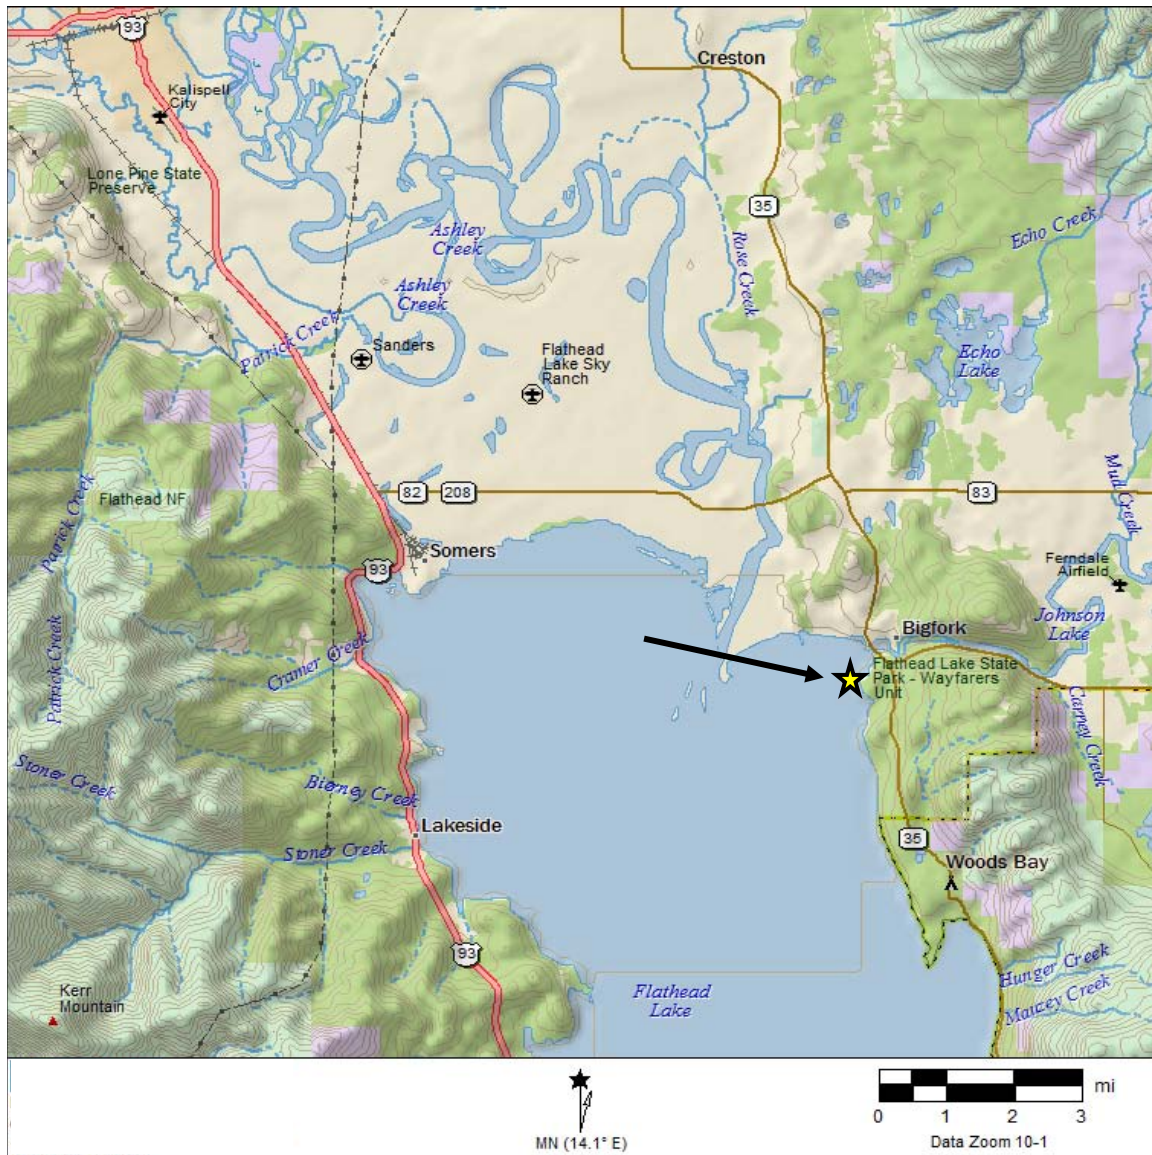 93
Creston
Kalispell
City
Lone Pine State
Preserve
35
Echo Creek
Ashley
Creek
Rose Creek
Ashley
Creek
Patrick Creek
Sanders
Flathead
Lake Sky
Ranch
Echo
Lake
Mud Creek
Flathead NF
82
208
83
Patrick Creek
Somers
93
Ferndale
Airfield
Johnson
Lake
Bigfork
Patrick Creek
Cramer Creek
Flathead Lake State
Park - Wayfarers
Unit
Carney Creek
Stoner Creek
Bierney Creek
Lakeside
Stoner Creek
35
Woods Bay
93
Hunger Creek
Kerr
Mountain
Flathead
Lake
Maucey Creek
MN (14.1° E)
mi
0 1 2 3
Data Zoom 10-1